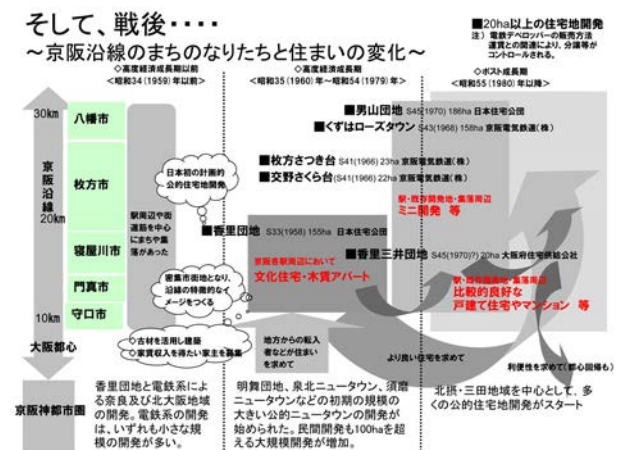 そして、戦後････
～京阪沿線のまちのなりたちと住まいの変化～
■20ha以上の住宅地開発
注） 電鉄デベロッパーの販売方法
運賃との関連により、分譲等が
コントロールされる。
◇高度経済成長期以前
<昭和34（1959）年以前>
◇高度経済成長期
<昭和35（1960）年～昭和54（1979）年>
◇ポスト成長期
<昭和55（1980）年以降>
30km
京阪沿線
20km
10km
大阪都心
八幡市
枚方市
寝屋川市
門真市
守口市
駅周辺や街
道筋を中心
にまちや集
落があった
日本初の計画的
公的住宅地開発
■男山団地 S45(1970) 186ha 日本住宅公団
■くずはローズタウン S43(1968) 158ha 京阪電気鉄道（株）
■枚方さつき台 S41(1966) 23ha 京阪電気鉄道（株）
■交野さくら台(S41(1966) 22ha 京阪電気鉄道（株）
駅・既存開発地・集落周辺
ミニ開発 等
■香里団地 S33(1958) 155ha 日本住宅公団
■香里三井団地 S45(1970)?) 20ha 大阪府住宅供給公社
京阪各駅周辺において
文化住宅・木賃アパート
密集市街地となり、
沿線の特徴的なイ
メージをつくる
駅・既存開発地・集落周辺
比較的良好な
戸建て住宅やマンション 等
◇古材を活用し建築
◇家賃収入を得たい家主を募集
地方からの転入
者などが住まい
を求めて
より良い住宅を求めて
利便性を求めて（都心回帰も）
京阪神都市圏
香里団地と電鉄系によ
る奈良及び北大阪地域
の開発。電鉄系の開発
は、いずれも小さな規
模の開発が多い。
明舞団地、泉北ニュータウン、須磨
ニュータウンなどの初期の規模の
大きい公的ニュータウンの開発が
始められた。民間開発も100haを超
える大規模開発が増加。
北摂・三田地域を中心として、多
くの公的住宅地開発がスタート